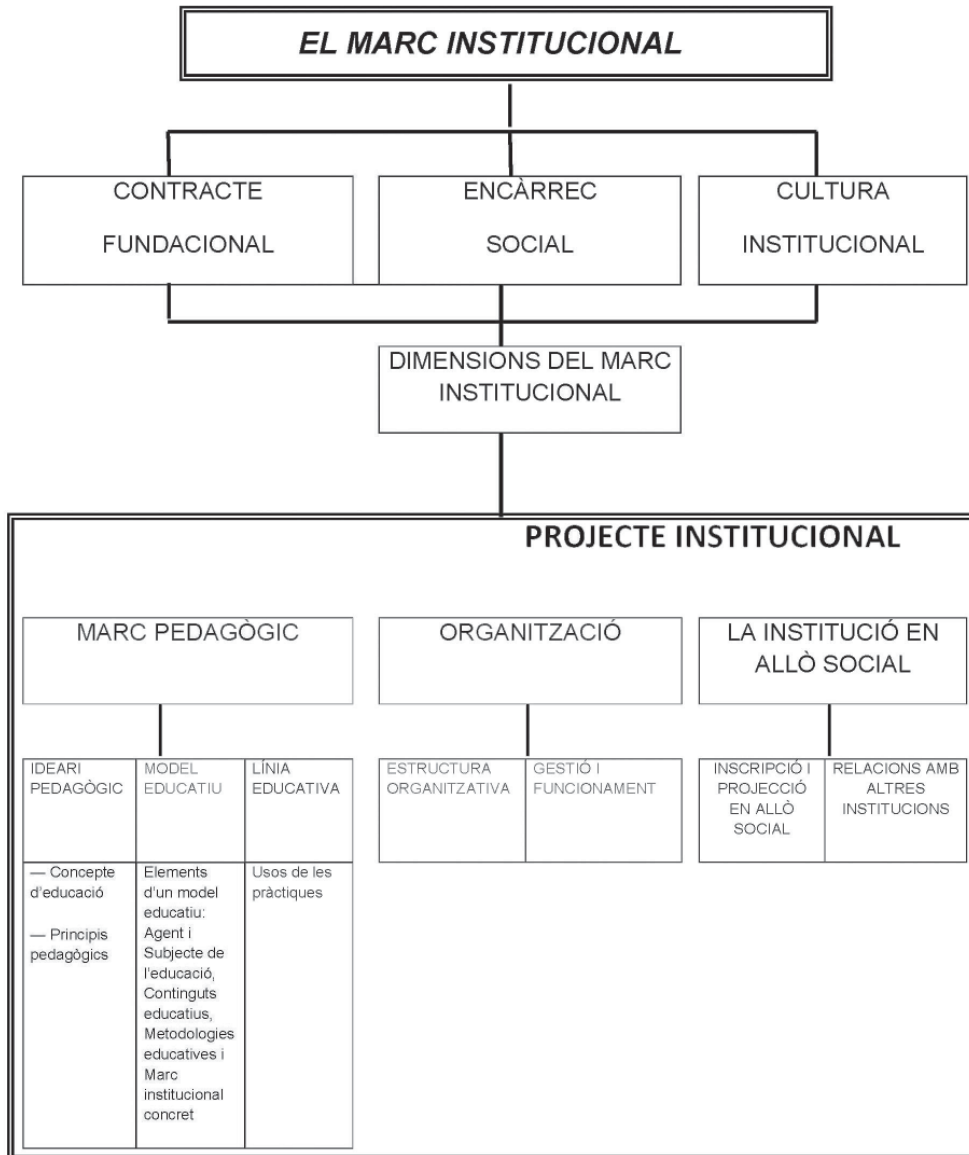 EL MARC INSTITUCIONAL
CONTRACTE
FUNDACIONAL
ENCÀRREC
SOCIAL
CULTURA
INSTITUCIONAL
DIMENSIONS DEL MARC
INSTITUCIONAL
PROJECTE INSTITUCIONAL
MARC PEDAGÒGIC
ORGANITZACIÓ
LA INSTITUCIÓ EN
ALLÒ SOCIAL
IDEARI
PEDAGÒGIC
MODEL
EDUCATIU
LÍNIA
EDUCATIVA
ESTRUCTURA
ORGANITZATIVA
GESTIÓ I
FUNCIONAMENT
INSCRIPCIÓ I
PROJECCIÓ
EN ALLÒ
SOCIAL
RELACIONS AMB
ALTRES
INSTITUCIONS
— Concepte
d’educació
— Principis
pedagògics
Elements
d’un model
educatiu:
Agent i
Subjecte de
l’educació,
Continguts
educatius,
Metodologies
educatives i
Marc
institucional
concret
Usos de les
pràctiques